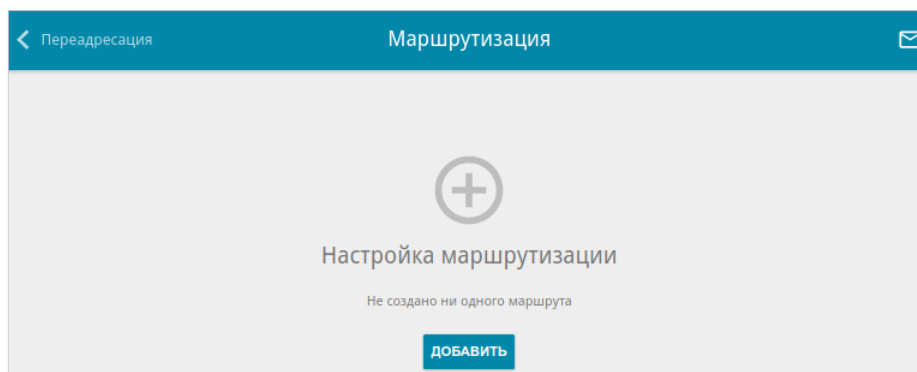 Переадресация
Маршрутизация
Настройка маршрутизации
Не создано ни одного маршрута
ДОБАВИТЬ